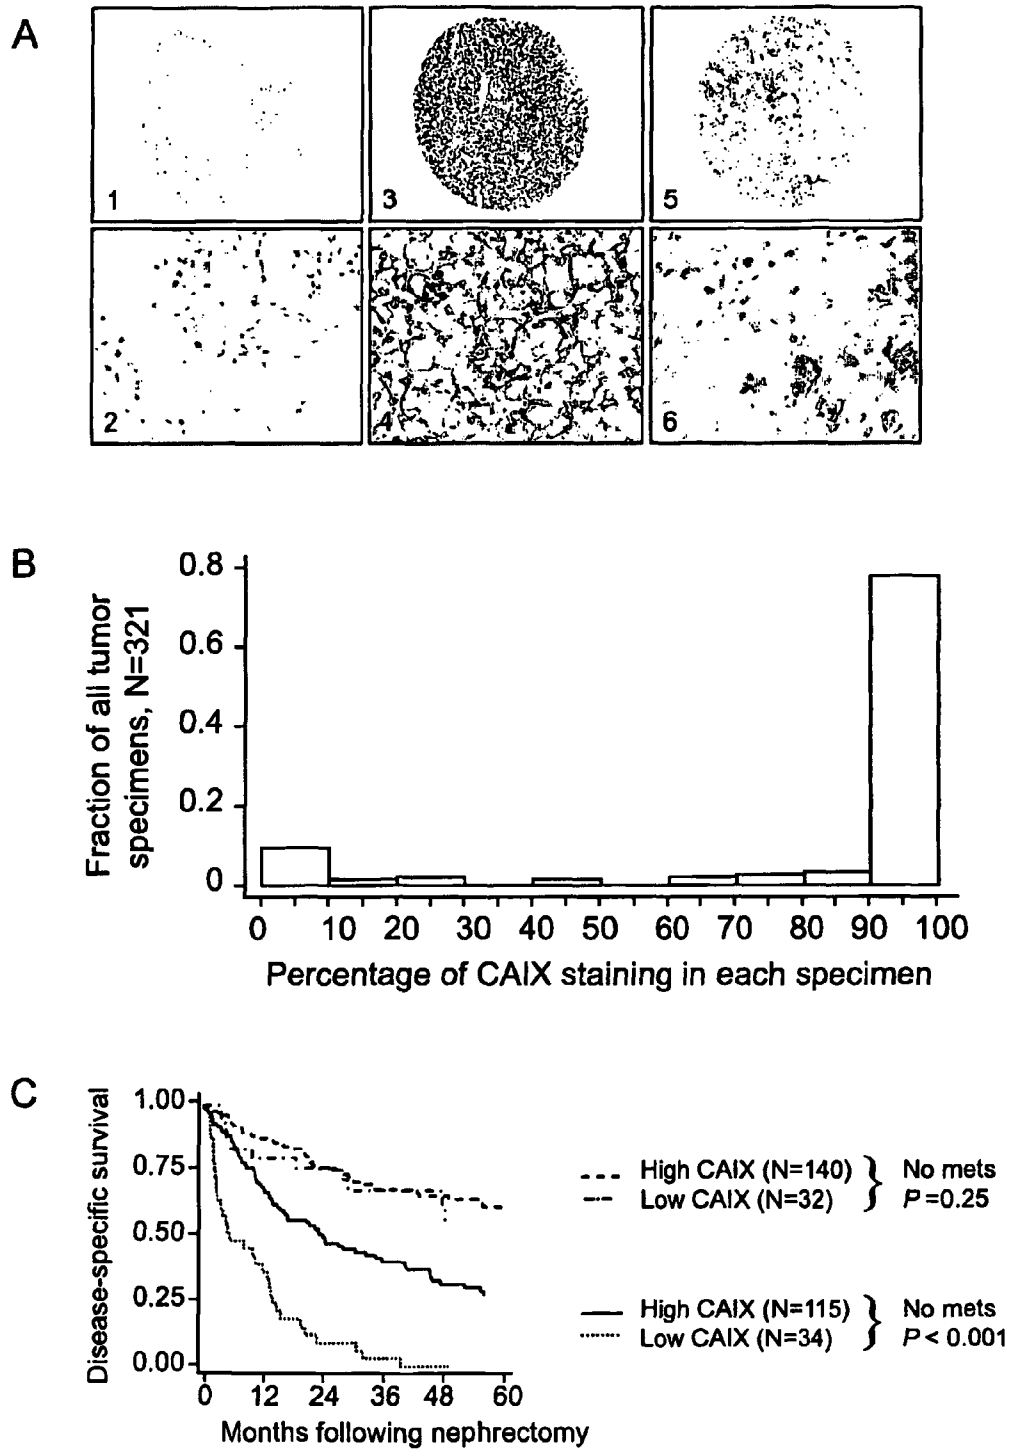 A
1
3
5
2
4
6
B
Fraction of all tumor
specimens, N=321
0.8
0.6
0.4
0.2
0
0 10 20 30 40 50 60 70 80 90 100
Percentage of CAIX staining in each specimen
C
Disease-specific survival
1.00
0.75
0.50
0.25
0.00
0 12 24 36 48 60
Months following nephrectomy
High CAIX (N=140) } No mets
Low CAIX (N=32) P=0.25
High CAIX (N=115) } No mets
Low CAIX (N=34) P< 0.001